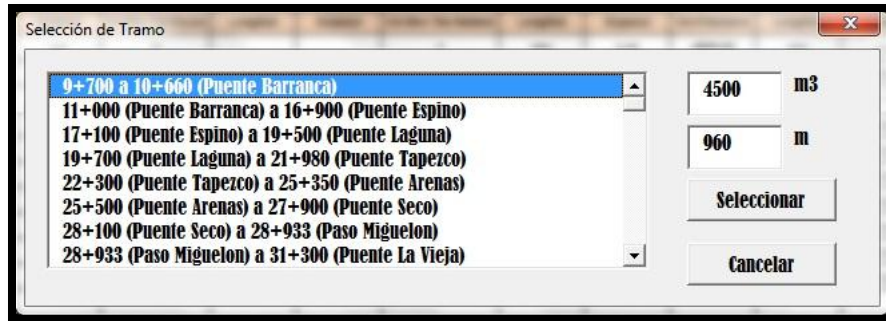 Selección de Tramo
9+700 a 10+660 (Puente Barranca)
11+000 (Puente Barranca) a 16+900 (Puente Espino)
17+100 (Puente Espino) a 19+500 (Puente Laguna)
19+700 (Puente Laguna) a 21+980 (Puente Tapezco)
22+300 (Puente Tapezco) a 25+350 (Puente Arenas)
25+500 (Puente Arenas) a 27+900 (Puente Seco)
28+100 (Puente Seco) a 28+933 (Paso Miguelon)
28+933 (Paso Miguelon) a 31+300 (Puente La Vieja)
4500 m3
960 m
Seleccionar
Cancelar